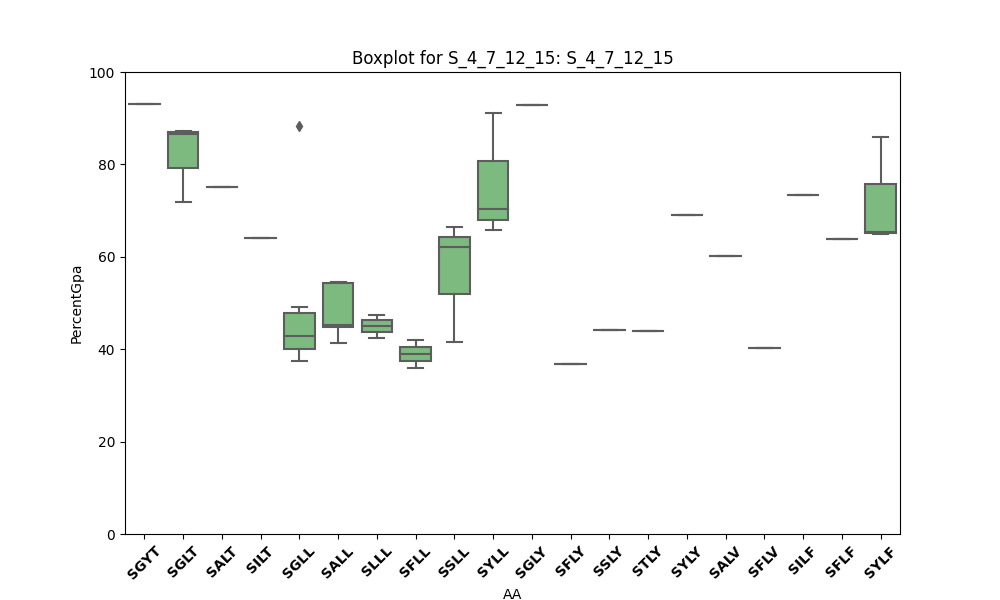 Boxplot for S_4_7_12_15: S_4_7_12_15
100
80
60
40
20
0
PercentGpa
SGYT SGLT SALT SILT SGLL SALL SLLL SFLL SSLL SYLL SGLY SFLY SSLY STLY SYLY SALV SFLV SILF SFLF SYLF
AA